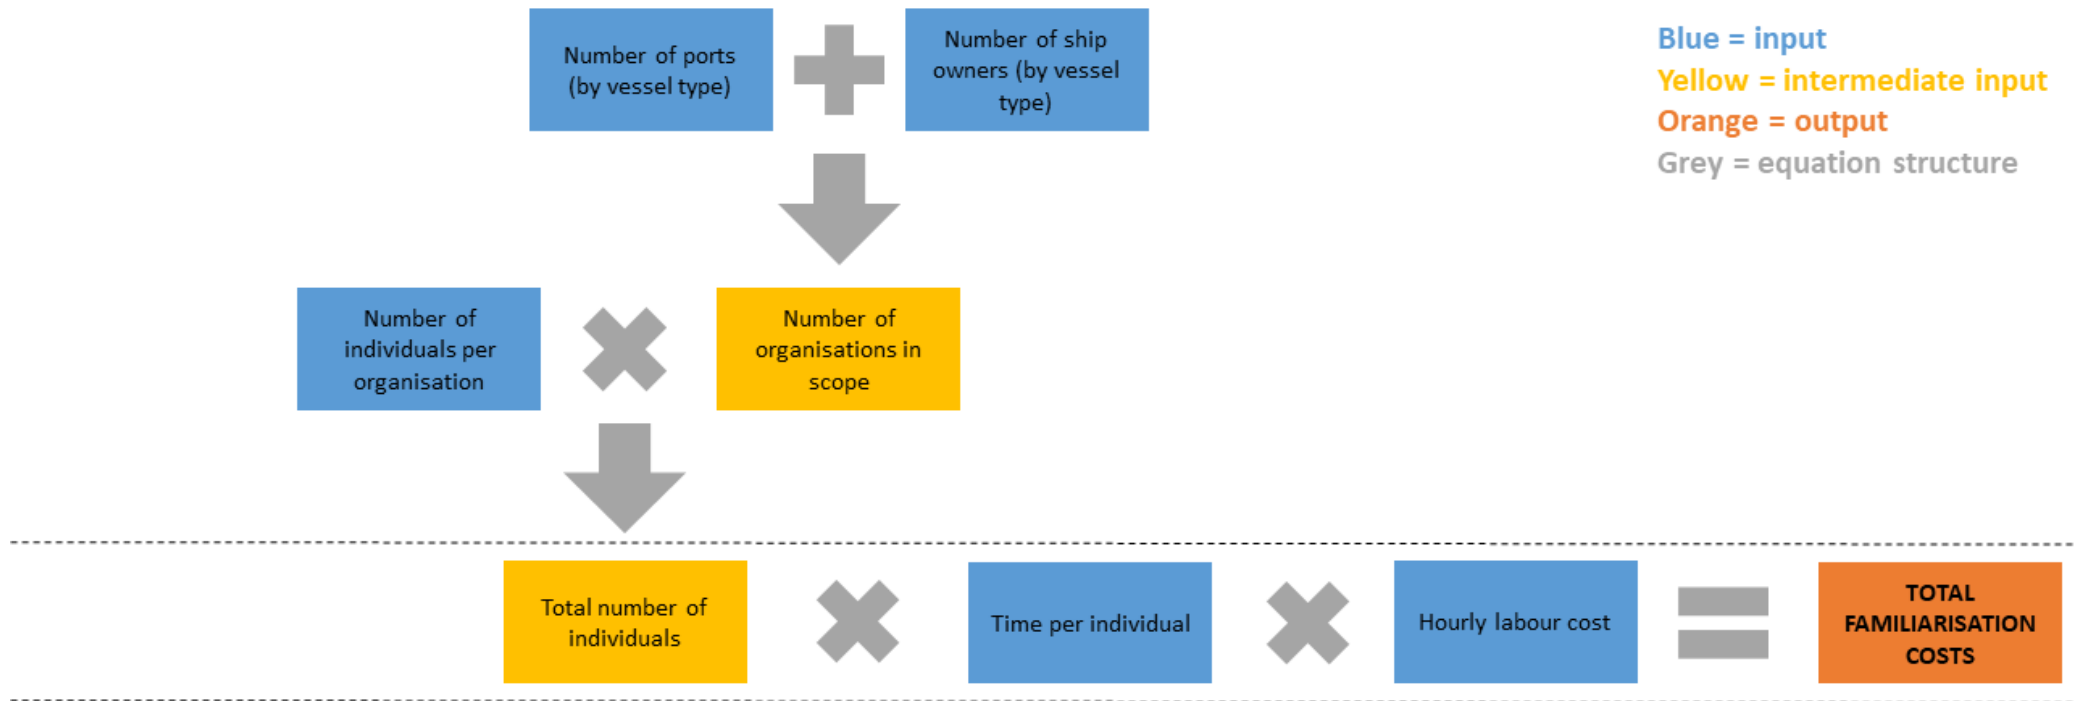 Number of ports
(by vessel type)
Number of ship
owners (by vessel
type)
Blue = input
Yellow = intermediate input
Orange = output
Grey = equation structure
Number of
individuals per
organisation
Number of
organisations in
scope
Total number of
individuals
Time per individual
Hourly labour cost
TOTAL
FAMILIARISATION
COSTS